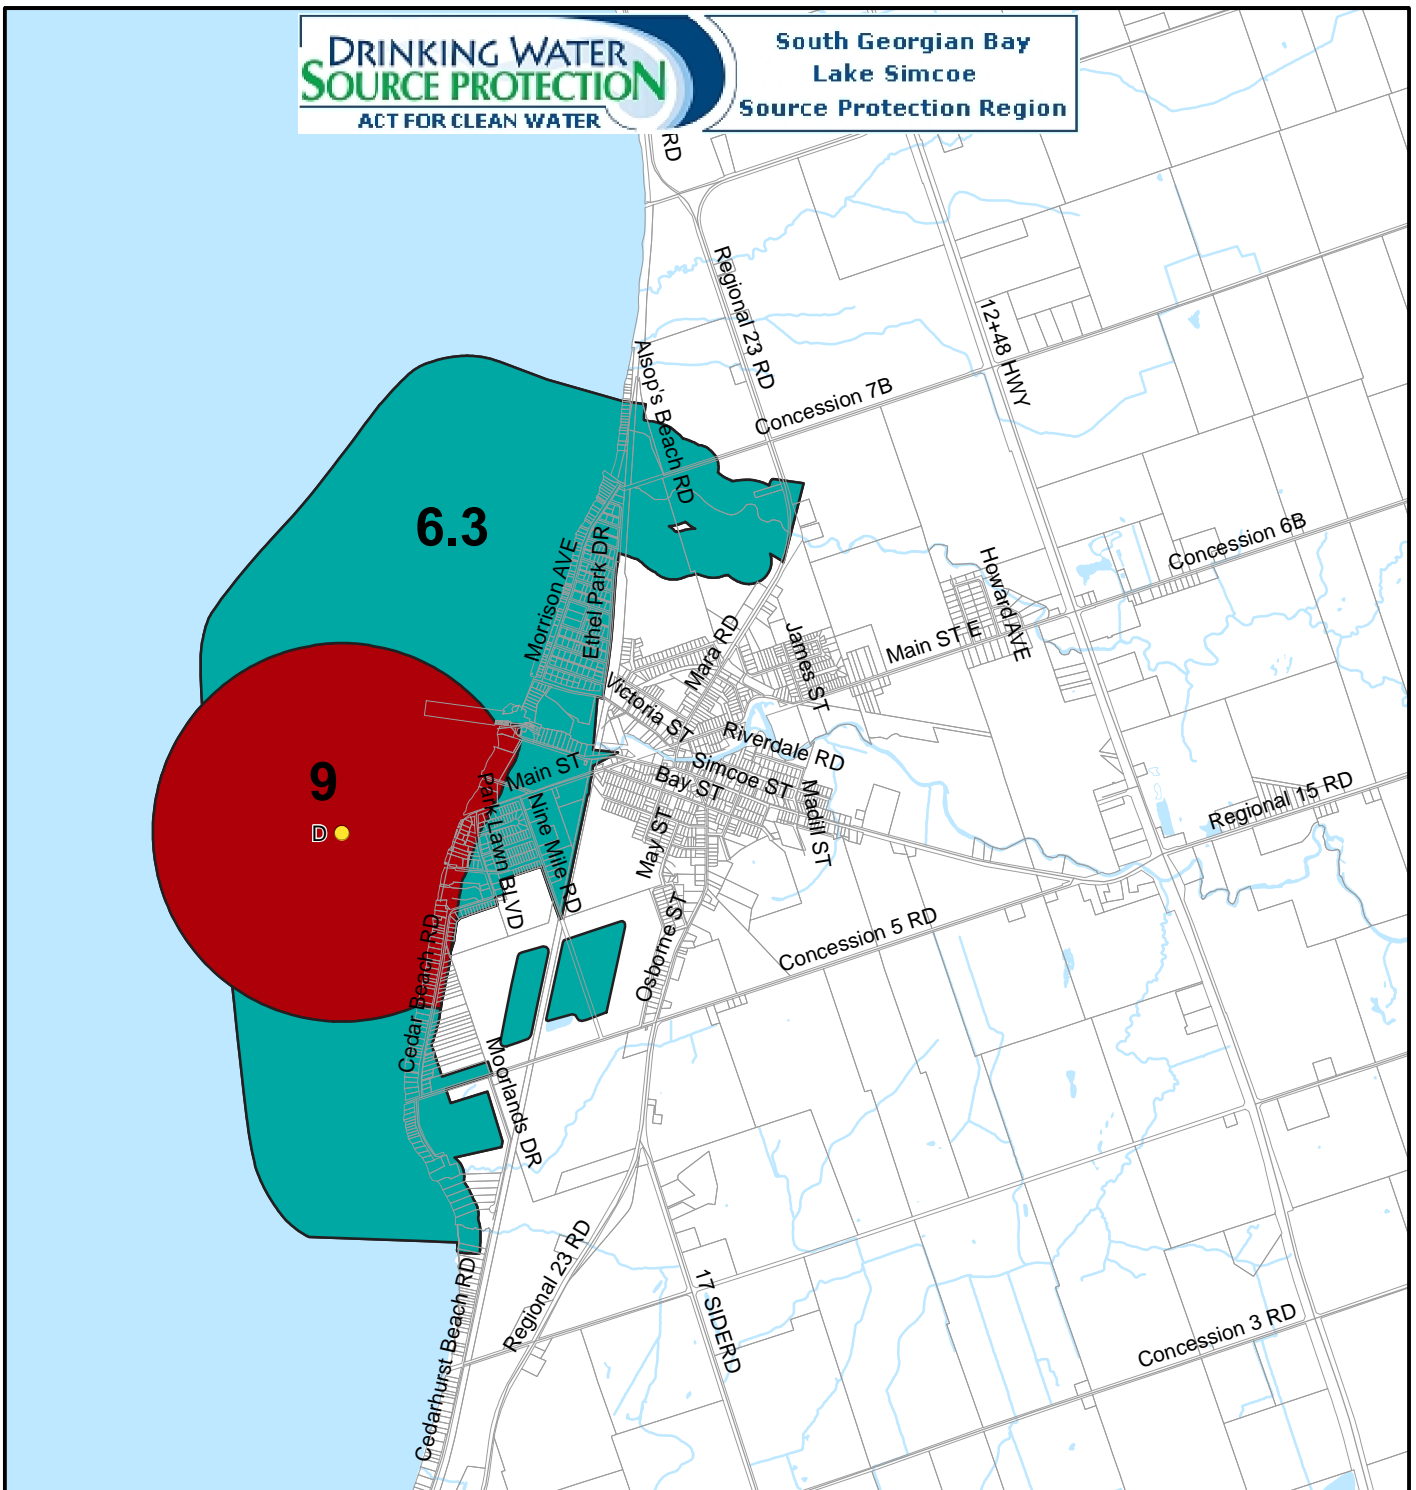 DRINKING WATER
SOURCE PROTECTION
ACT FOR CLEAN WATER
South Georgian Bay
Lake Simcoe
Source Protection Region
RD
Regional 23 RD
12+48 HWY
Alsop's Beach RD
Concession 7B
6.3
Concession 6B
Morrison AVE
Ethel Park DR
Howard AVE
Main ST E
James ST
Mara RD
Victoria ST
Riverdale RD
Simcoe ST
Bay ST
Main ST
9
D
Park Lawn BLVD
Nine Mile RD
May ST
Madill ST
Regional 15 RD
Osborne ST
Concession 5 RD
Cedar Beach RD
Moorlands DR
Regional 23 RD
17 SIDERD
Cedarhurst Beach RD
Concession 3 RD